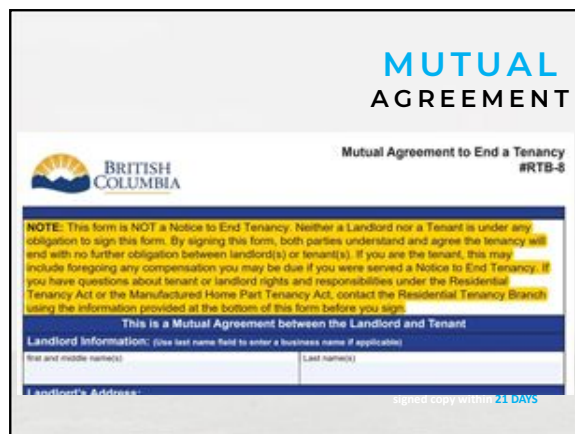 MUTUAL
AGREEMENT
BRITISH
COLUMBIA
Mutual Agreement to End a Tenancy
#RTB-8
NOTE: This form is NOT a Notice to End Tenancy. Neither a Landlord nor a Tenant is under any
obligation to sign this form. By signing this form, both parties understand and agree the tenancy will
end with no further obligation between landlord(s) or tenant(s). If you are the tenant, this may
include foregoing any compensation you may be due if you were served a Notice to End Tenancy. If
you have questions about tenant or landlord rights and responsibilities under the Residential
Tenancy Act or the Manufactured Home Part Tenancy Act, contact the Residential Tenancy Branch
using the information provided at the bottom of this form before you sign.
This is a Mutual Agreement between the Landlord and Tenant
Landlord Information: (Use last name field to enter a business name if applicable)
first and middle name(s)
Last name(s)
Landlord's Address:
signed copy within 21 DAYS